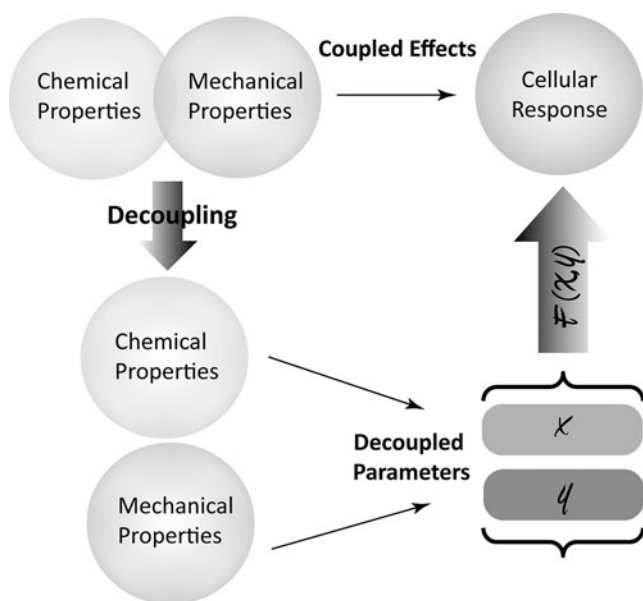 Coupled Effects
Chemical
Properties
Mechanical
Properties
Cellular
Response
Decoupling
F(x,y)
Chemical
Properties
Decoupled
Parameters
x
y
Mechanical
Properties